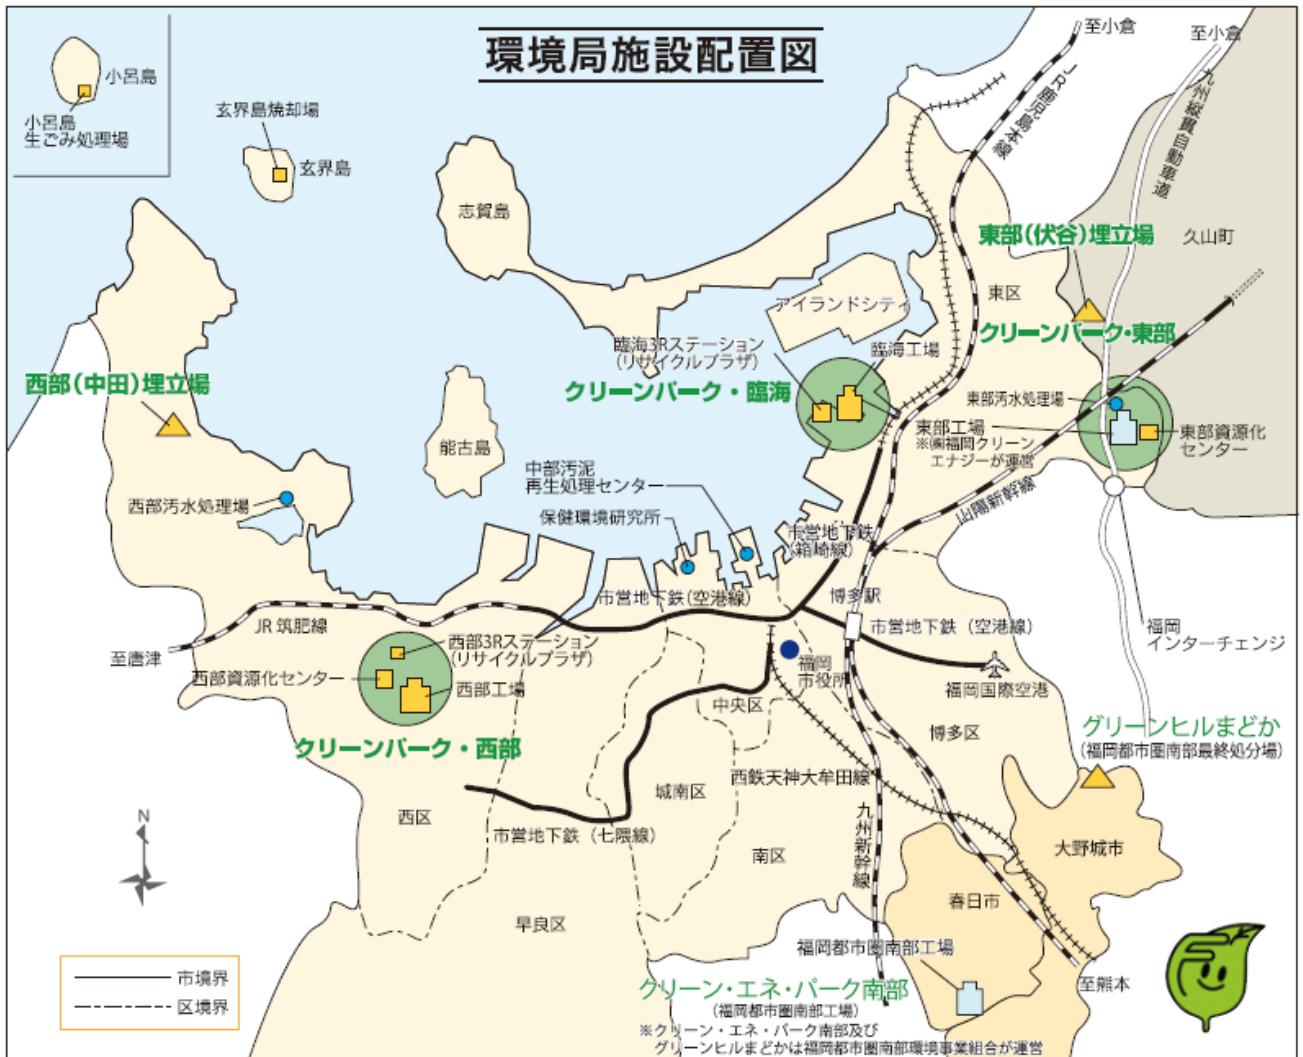 環境局施設配置図
至小倉
至小倉
JR鹿児島本線
九州縦貫自動車道
小呂島
小呂島
生ごみ処理場
玄界島焼却場
玄界島
志賀島
東部(伏谷)埋立場
久山町
東区
アイランドシティ
クリーンパーク・東部
臨海3Rステーション
(リサイクルプラザ)
臨海工場
西部(中田)埋立場
クリーンパーク・臨海
東部汚水処理場
東部工場
※㈱福岡クリーン
エナジーが運営
東部資源化
センター
能古島
中部汚泥
再生処理センター
西部汚水処理場
保健環境研究所
山陽新幹線
市営地下鉄
(箱崎線)
市営地下鉄(空港線)
博多駅
JR 筑肥線
市営地下鉄 (空港線)
福岡
インターチェンジ
至唐津
西部3Rステーション
(リサイクルプラザ)
福岡
市役所
西部資源化センター
西部工場
福岡国際空港
中央区
博多区
グリーンヒルまどか
(福岡都市圏南部最終処分場)
クリーンパーク・西部
西鉄天神大牟田線
城南区
西区
市営地下鉄 (七隈線)
九州新幹線
南区
大野城市
春日市
早良区
福岡都市圏南部工場
N
市境界
区境界
クリーン・エネ・パーク南部
(福岡都市圏南部工場)
至熊本
※クリーン・エネ・パーク南部及び
グリーンヒルまどかは福岡都市圏南部環境事業組合が運営